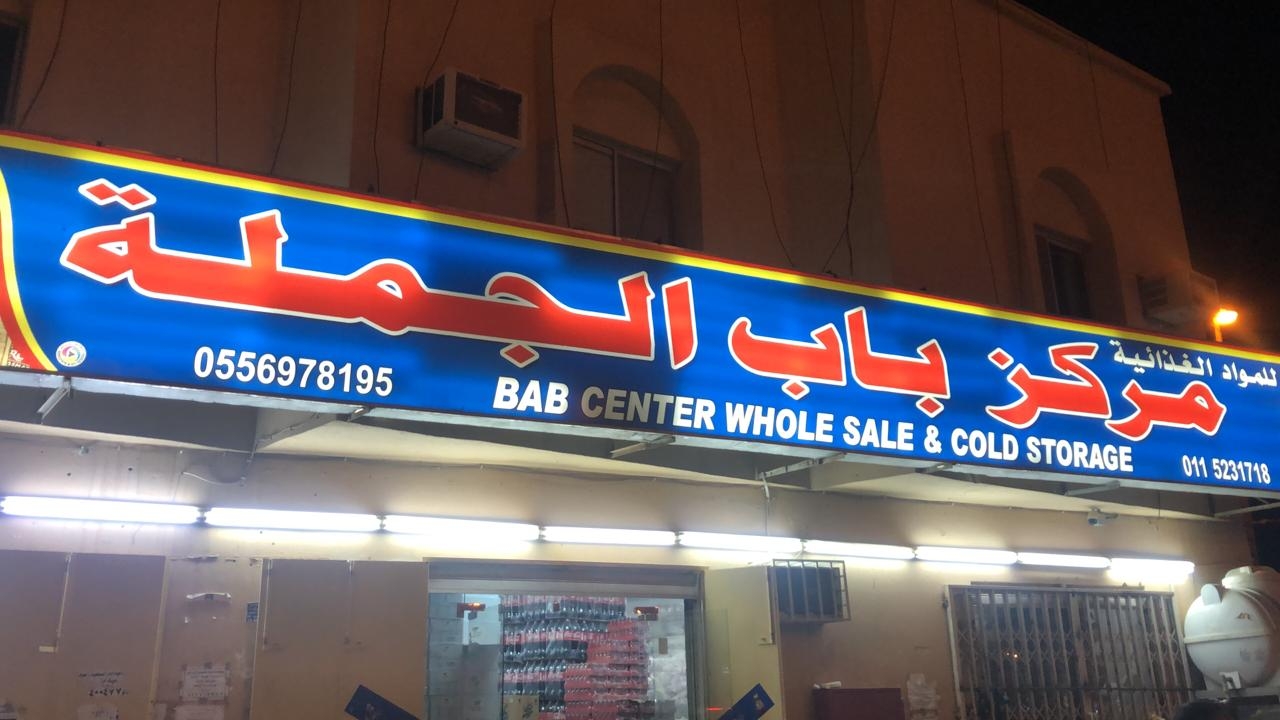 مركز باب الجملة
للمواد الغذائية
0556978195
BAB CENTER WHOLE SALE & COLD STORAGE
011 5231718